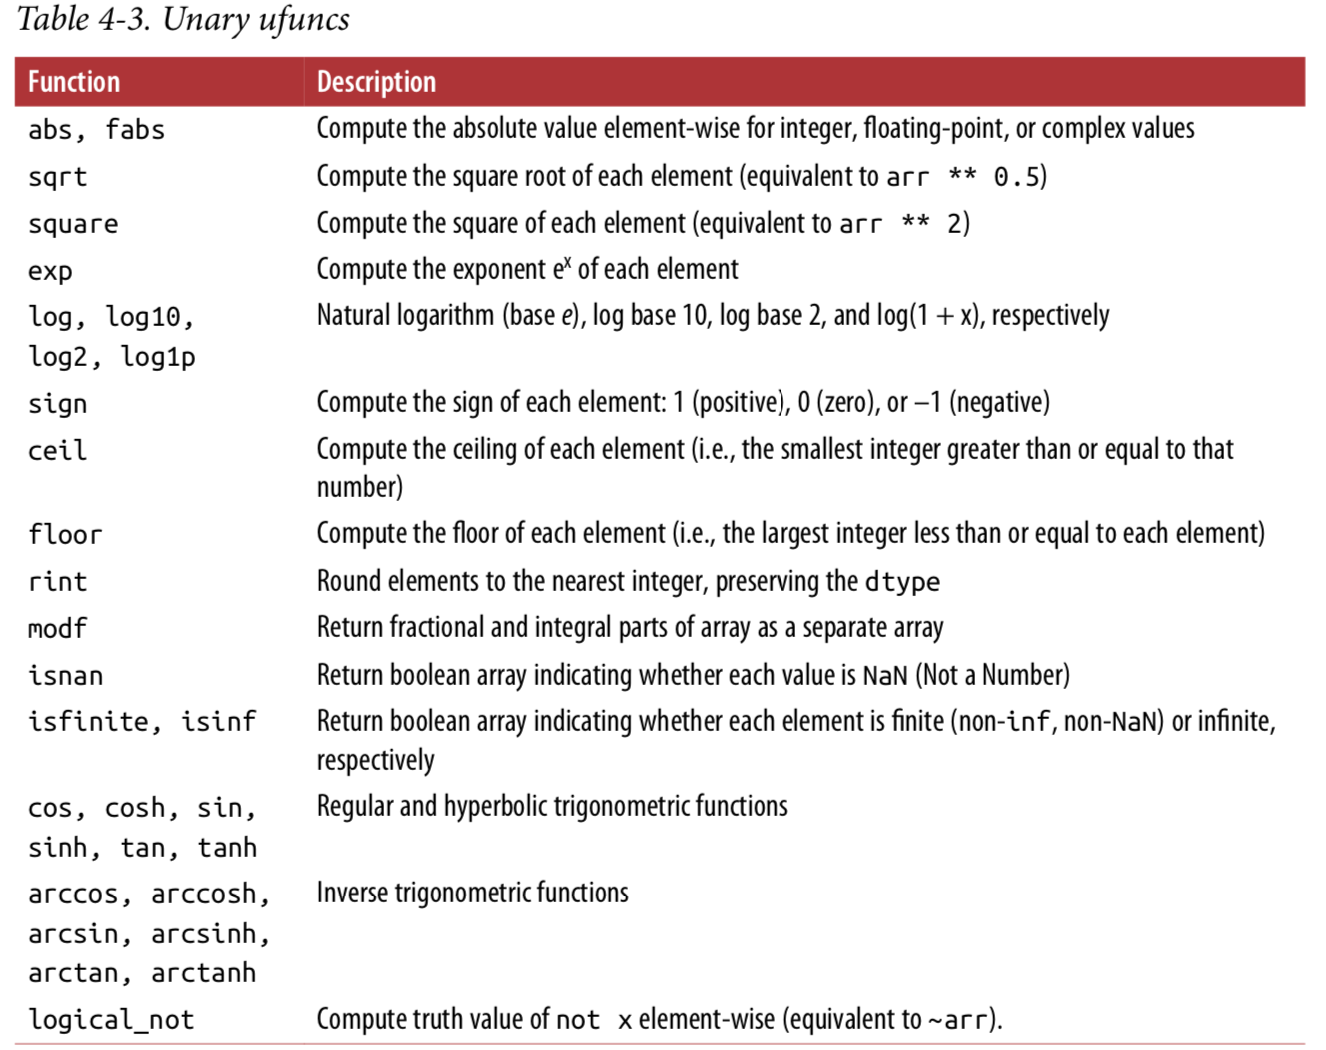 Table 4-3. Unary ufuncs
Function Description
abs, fabs Compute the absolute value element-wise for integer, floating-point, or complex values
sqrt Compute the square root of each element (equivalent to arr ** 0.5)
square Compute the square of each element (equivalent to arr ** 2)
exp Compute the exponent eˣ of each element
log, log10, Natural logarithm (base e), log base 10, log base 2, and log(1 + x), respectively
log2, log1p
sign Compute the sign of each element: 1 (positive), 0 (zero), or –1 (negative)
ceil Compute the ceiling of each element (i.e., the smallest integer greater than or equal to that
number)
floor Compute the floor of each element (i.e., the largest integer less than or equal to each element)
rint Round elements to the nearest integer, preserving the dtype
modf Return fractional and integral parts of array as a separate array
isnan Return boolean array indicating whether each value is NaN (Not a Number)
isfinite, isinf Return boolean array indicating whether each element is finite (non-inf, non-NaN) or infinite,
respectively
cos, cosh, sin, Regular and hyperbolic trigonometric functions
sinh, tan, tanh
arccos, arccosh, Inverse trigonometric functions
arcsin, arcsinh,
arctan, arctanh
logical_not Compute truth value of not x element-wise (equivalent to ~arr).